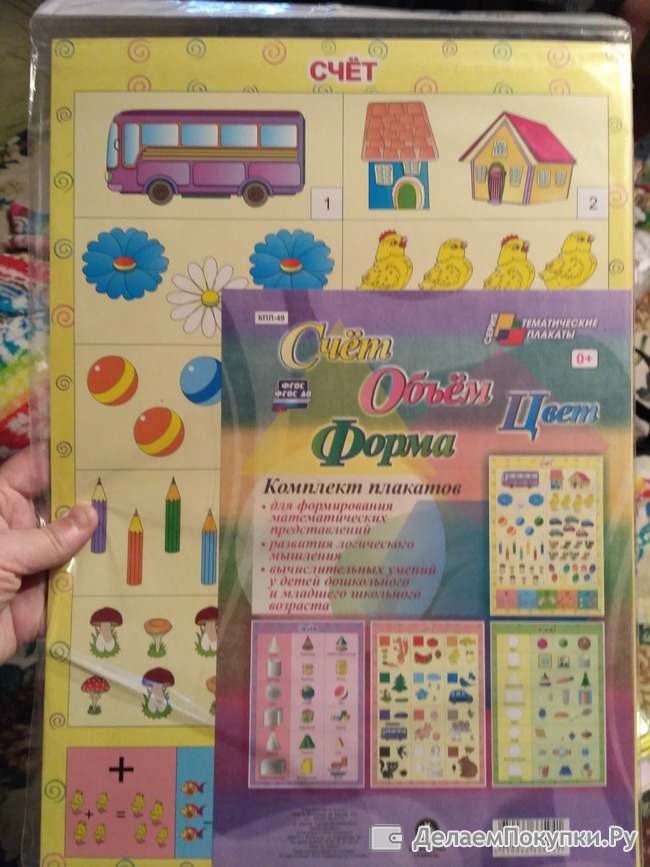 СЧЁТ
1
2
КПЛ-49
СЕРИЯ
ТЕМАТИЧЕСКИЕ
ПЛАКАТЫ
0+
Счёт
Объём
Цвет
Форма
ФГОС
ФГОС ДО
Комплект плакатов
• для формирования
математических
представлений
• развития логического
мышления
• вычислительных умений
у детей дошкольного
и младшего школьного
возраста
+
+
=
ДелаемПокупки.Ру